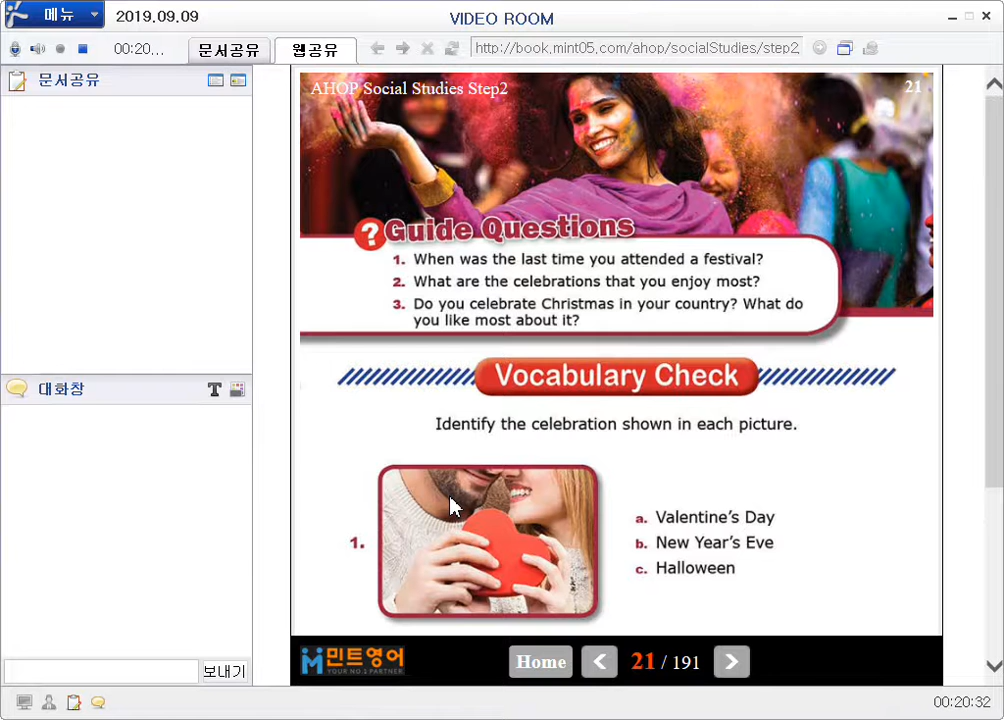 메뉴 2019.09.09 VIDEO ROOM
00:20... 문서공유 웹공유 http://book.mint05.com/ahop/socialStudies/step2,
문서공유
AHOP Social Studies Step2 21
? Guide Questions
1. When was the last time you attended a festival?
2. What are the celebrations that you enjoy most?
3. Do you celebrate Christmas in your country? What do
you like most about it?
대화창 T
Vocabulary Check
Identify the celebration shown in each picture.
1.
a. Valentine's Day
b. New Year's Eve
c. Halloween
보내기
민트영어
YOUR NO.1 PARTNER
Home < 21 / 191 >
00:20:32